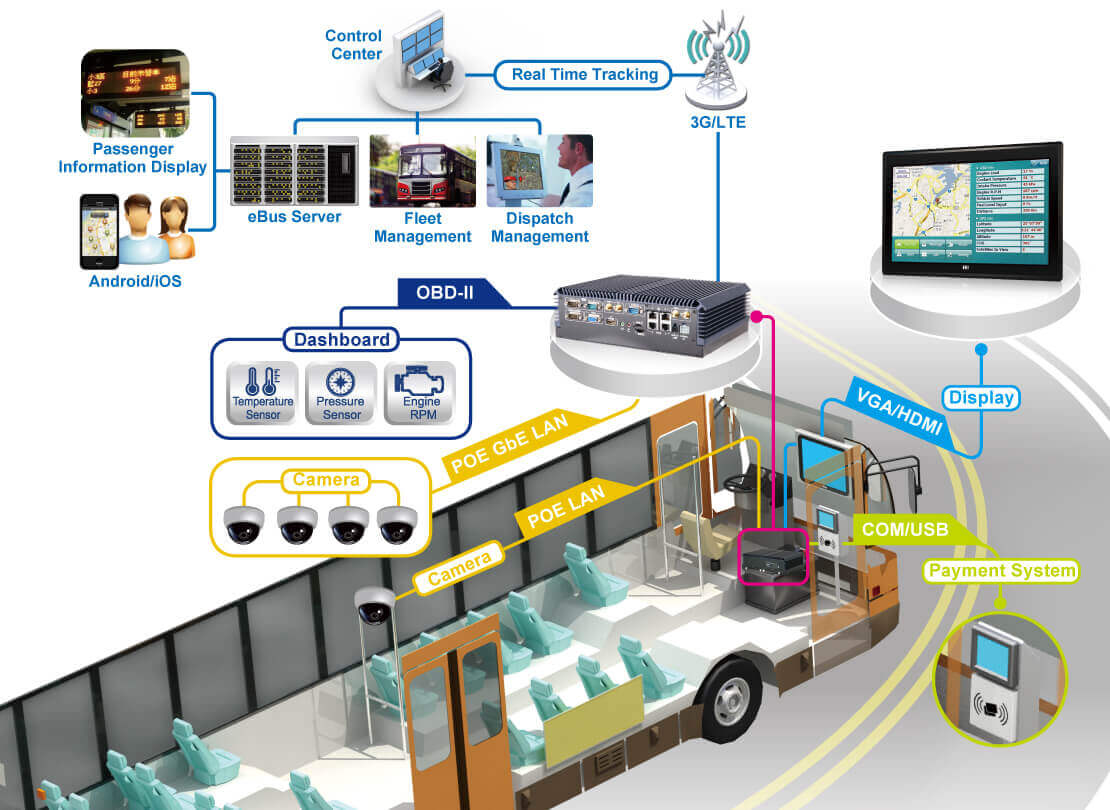 Control
Center
Real Time Tracking
3G/LTE
Passenger
Information Display
eBus Server
Fleet
Management
Dispatch
Management
Android/iOS
OBD-II
Dashboard
Temperature
Sensor
Pressure
Sensor
Engine
RPM
VGA/HDMI
Display
POE GbE LAN
Camera
POE LAN
Camera
COM/USB
Payment System